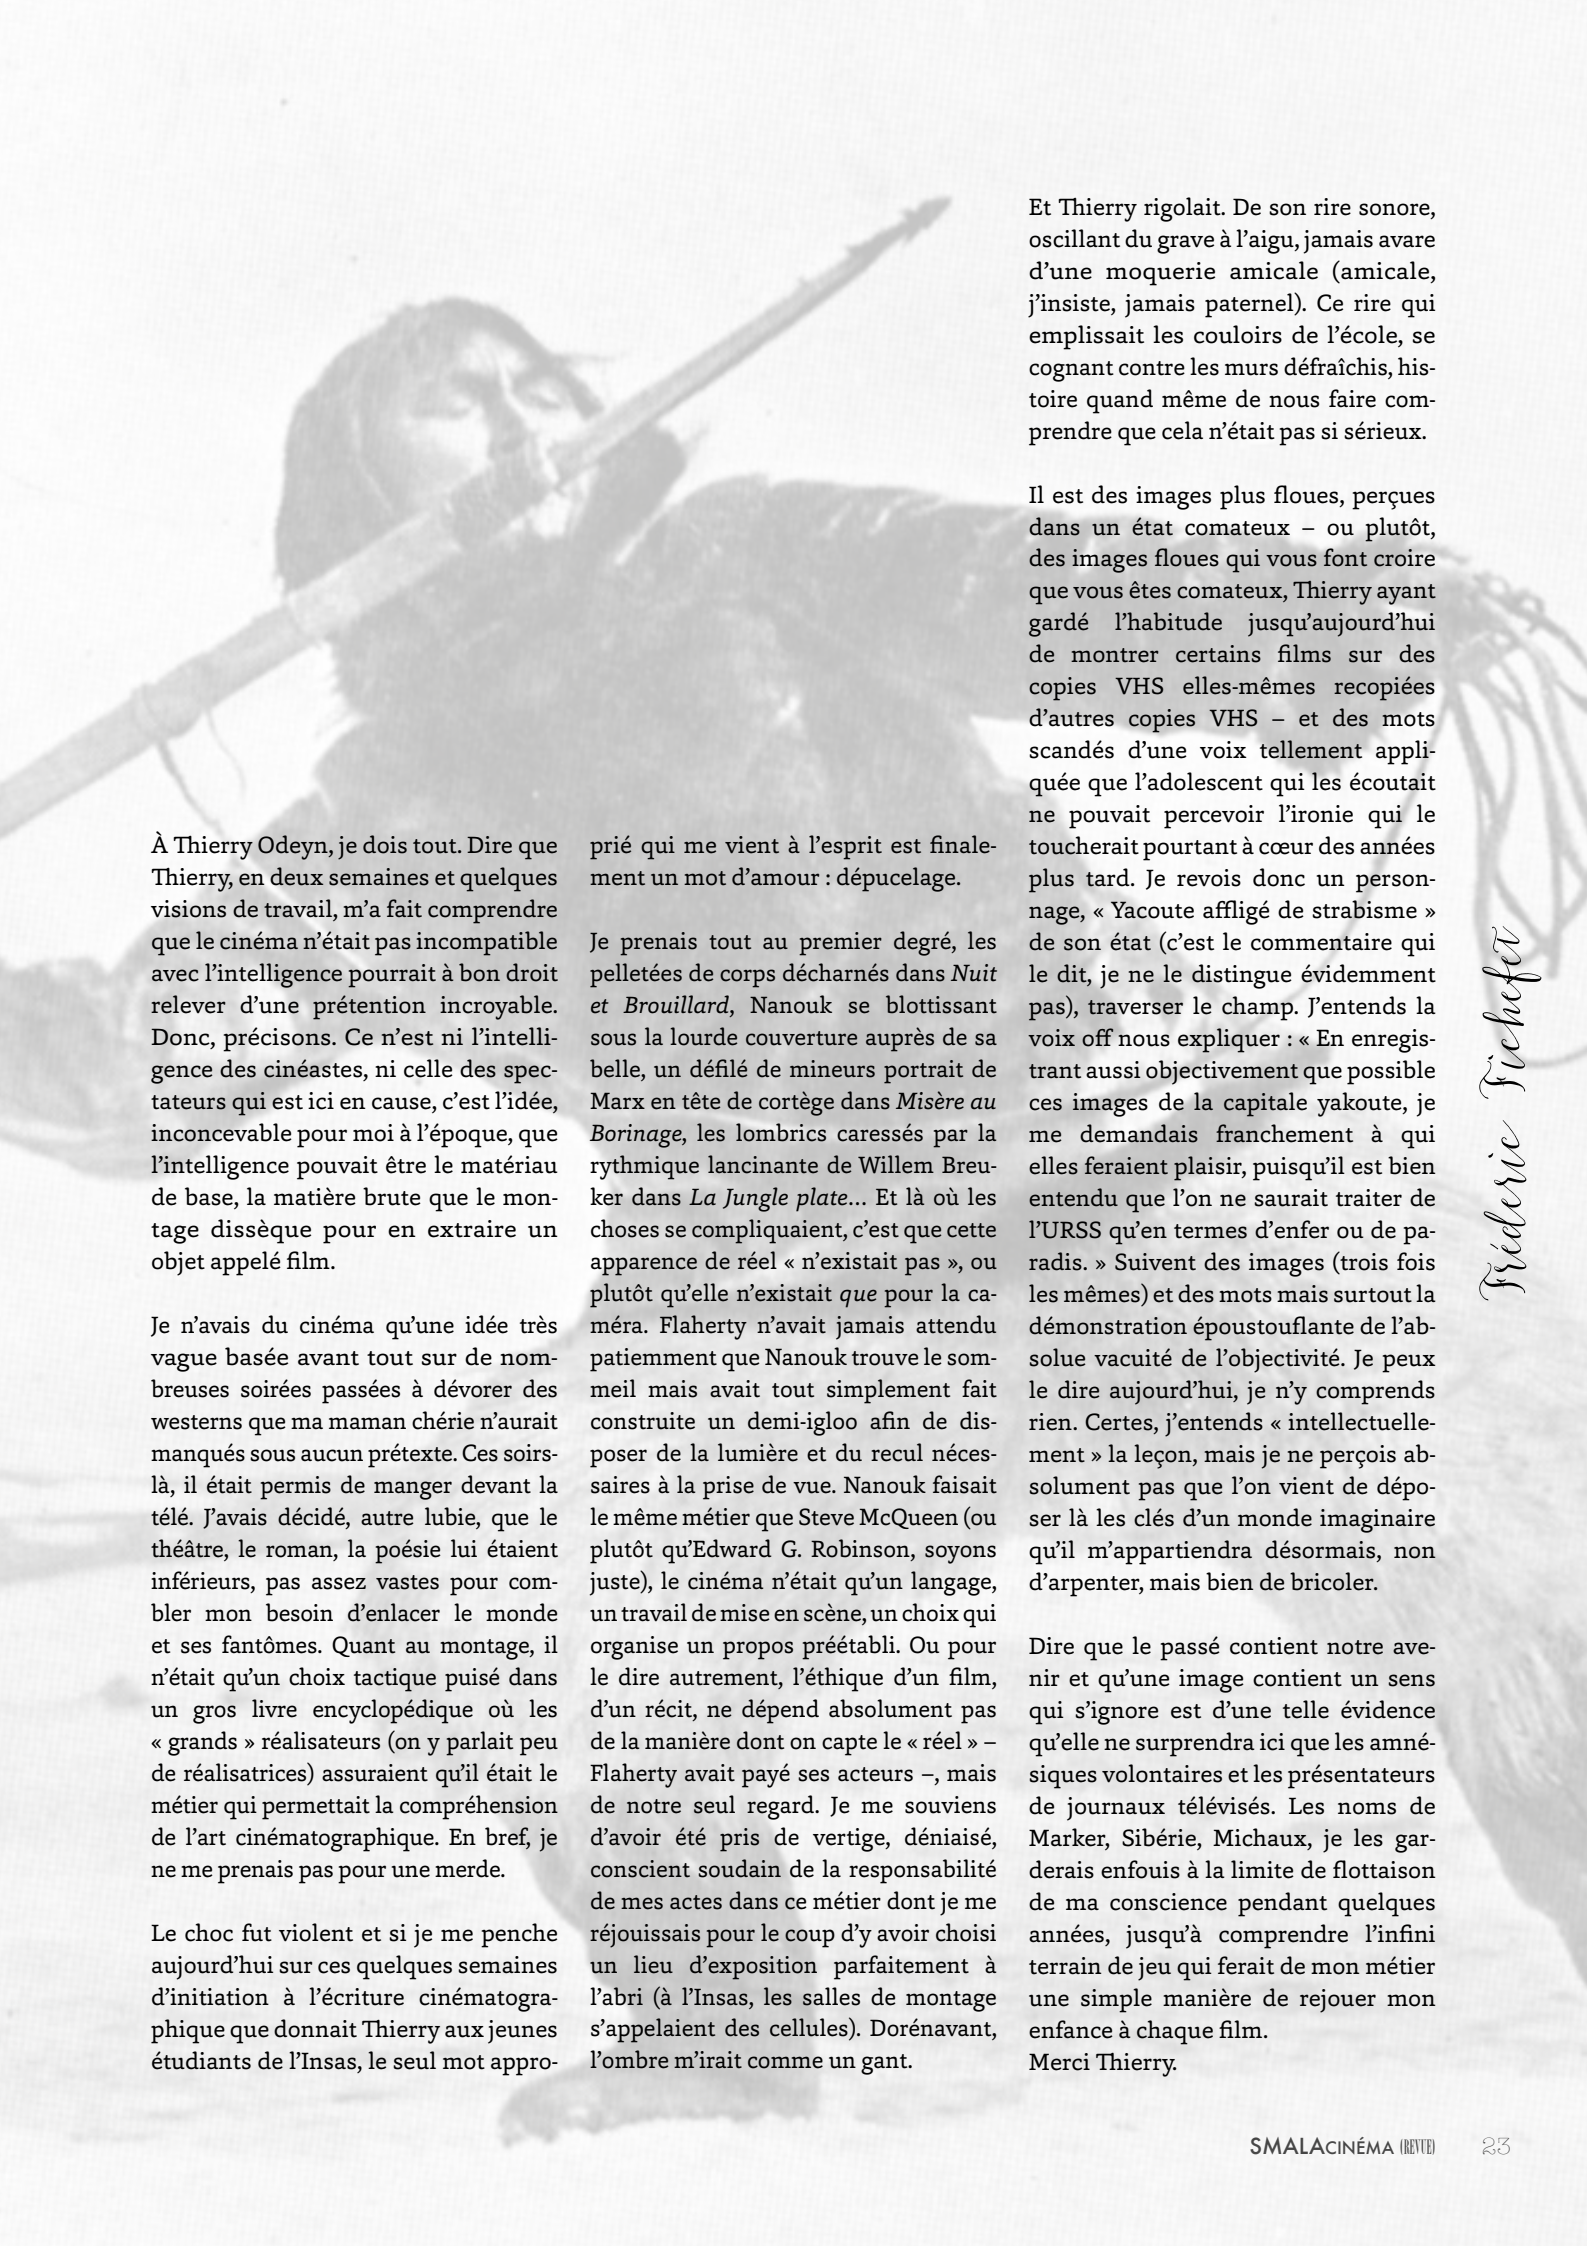 À Thierry Odeyn, je dois tout. Dire que
Thierry, en deux semaines et quelques
visions de travail, m’a fait comprendre
que le cinéma n’était pas incompatible
avec l’intelligence pourrait à bon droit
relever d’une prétention incroyable.
Donc, précisons. Ce n’est ni l’intelli-
gence des cinéastes, ni celle des spec-
tateurs qui est ici en cause, c’est l’idée,
inconcevable pour moi à l’époque, que
l’intelligence pouvait être le matériau
de base, la matière brute que le mon-
tage dissèque pour en extraire un
objet appelé film.

Je n’avais du cinéma qu’une idée très
vague basée avant tout sur de nom-
breuses soirées passées à dévorer des
westerns que ma maman chérie n’aurait
manqués sous aucun prétexte. Ces soirs-
là, il était permis de manger devant la
télé. J’avais décidé, autre lubie, que le
théâtre, le roman, la poésie lui étaient
inférieurs, pas assez vastes pour com-
bler mon besoin d’enlacer le monde
et ses fantômes. Quant au montage, il
n’était qu’un choix tactique puisé dans
un gros livre encyclopédique où les
« grands » réalisateurs (on y parlait peu
de réalisatrices) assuraient qu’il était le
métier qui permettait la compréhension
de l’art cinématographique. En bref, je
ne me prenais pas pour une merde.

Le choc fut violent et si je me penche
aujourd’hui sur ces quelques semaines
d’initiation à l’écriture cinématogra-
phique que donnait Thierry aux jeunes
étudiants de l’Insas, le seul mot appro-
prié qui me vient à l’esprit est finale-
ment un mot d’amour : dépucelage.

Je prenais tout au premier degré, les
pelletées de corps décharnés dans Nuit
et Brouillard, Nanouk se blottissant
sous la lourde couverture auprès de sa
belle, un défilé de mineurs portrait de
Marx en tête de cortège dans Misère au
Borinage, les lombrics caressés par la
rythmique lancinante de Willem Breu-
ker dans La Jungle plate… Et là où les
choses se compliquaient, c’est que cette
apparence de réel « n’existait pas », ou
plutôt qu’elle n’existait que pour la ca-
méra. Flaherty n’avait jamais attendu
patiemment que Nanouk trouve le som-
meil mais avait tout simplement fait
construite un demi-igloo afin de dis-
poser de la lumière et du recul néces-
saires à la prise de vue. Nanouk faisait
le même métier que Steve McQueen (ou
plutôt qu’Edward G. Robinson, soyons
juste), le cinéma n’était qu’un langage,
un travail de mise en scène, un choix qui
organise un propos préétabli. Ou pour
le dire autrement, l’éthique d’un film,
d’un récit, ne dépend absolument pas
de la manière dont on capte le « réel » –
Flaherty avait payé ses acteurs –, mais
de notre seul regard. Je me souviens
d’avoir été pris de vertige, déniaisé,
conscient soudain de la responsabilité
de mes actes dans ce métier dont je me
réjouissais pour le coup d’y avoir choisi
un lieu d’exposition parfaitement à
l’abri (à l’Insas, les salles de montage
s’appelaient des cellules). Dorénavant,
l’ombre m’irait comme un gant.

Et Thierry rigolait. De son rire sonore,
oscillant du grave à l’aigu, jamais avare
d’une moquerie amicale (amicale,
j’insiste, jamais paternel). Ce rire qui
emplissait les couloirs de l’école, se
cognant contre les murs défraîchis, his-
toire quand même de nous faire com-
prendre que cela n’était pas si sérieux.

Il est des images plus floues, perçues
dans un état comateux – ou plutôt,
des images floues qui vous font croire
que vous êtes comateux, Thierry ayant
gardé l’habitude jusqu’aujourd’hui
de montrer certains films sur des
copies VHS elles-mêmes recopiées
d’autres copies VHS – et des mots
scandés d’une voix tellement appli-
quée que l’adolescent qui les écoutait
ne pouvait percevoir l’ironie qui le
toucherait pourtant à cœur des années
plus tard. Je revois donc un person-
nage, « Yacoute affligé de strabisme »
de son état (c’est le commentaire qui
le dit, je ne le distingue évidemment
pas), traverser le champ. J’entends la
voix off nous expliquer : « En enregis-
trant aussi objectivement que possible
ces images de la capitale yakoute, je
me demandais franchement à qui
elles feraient plaisir, puisqu’il est bien
entendu que l’on ne saurait traiter de
l’URSS qu’en termes d’enfer ou de pa-
radis. » Suivent des images (trois fois
les mêmes) et des mots mais surtout la
démonstration époustouflante de l’ab-
solue vacuité de l’objectivité. Je peux
le dire aujourd’hui, je n’y comprends
rien. Certes, j’entends « intellectuelle-
ment » la leçon, mais je ne perçois ab-
solument pas que l’on vient de dépo-
ser là les clés d’un monde imaginaire
qu’il m’appartiendra désormais, non
d’arpenter, mais bien de bricoler.

Dire que le passé contient notre ave-
nir et qu’une image contient un sens
qui s’ignore est d’une telle évidence
qu’elle ne surprendra ici que les amné-
siques volontaires et les présentateurs
de journaux télévisés. Les noms de
Marker, Sibérie, Michaux, je les gar-
derais enfouis à la limite de flottaison
de ma conscience pendant quelques
années, jusqu’à comprendre l’infini
terrain de jeu qui ferait de mon métier
une simple manière de rejouer mon
enfance à chaque film.
Merci Thierry.

Fréderic Fichefet

SMALACINÉMA (REVUE) 23